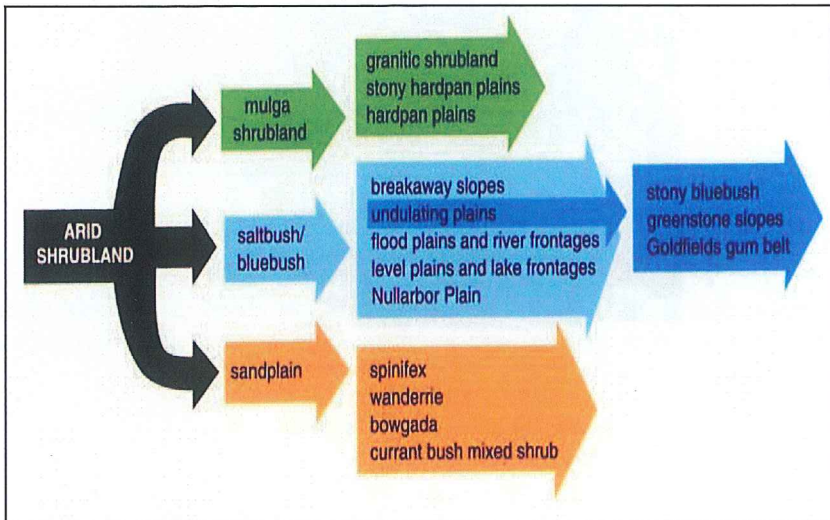 ARID
SHRUBLAND
mulga
shrubland
granitic shrubland
stony hardpan plains
hardpan plains
saltbush/
bluebush
breakaway slopes
undulating plains
flood plains and river frontages
level plains and lake frontages
Nullarbor Plain
stony bluebush
greenstone slopes
Goldfields gum belt
sandplain
spinifex
wanderrie
bowgada
currant bush mixed shrub